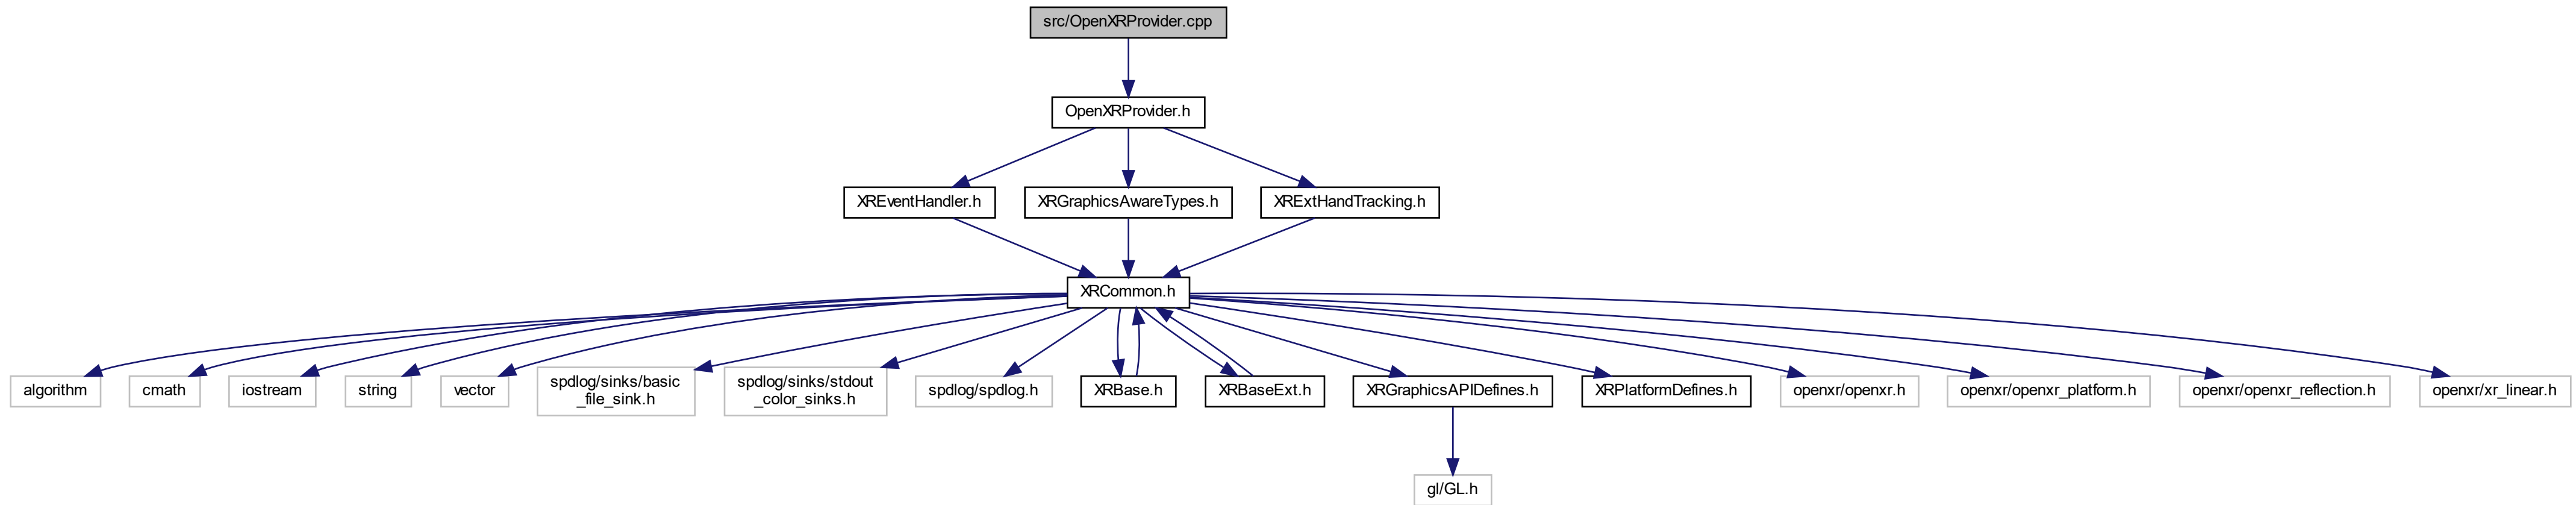 src/OpenXRProvider.cpp
OpenXRProvider.h
XREventHandler.h
XRGraphicsAwareTypes.h
XRExtHandTracking.h
XRCommon.h
algorithm
cmath
iostream
string
vector
spdlog/sinks/basic
_file_sink.h
spdlog/sinks/stdout
_color_sinks.h
spdlog/spdlog.h
XRBase.h
XRBaseExt.h
XRGraphicsAPIDefines.h
XRPlatformDefines.h
openxr/openxr.h
openxr/openxr_platform.h
openxr/openxr_reflection.h
openxr/xr_linear.h
gl/GL.h